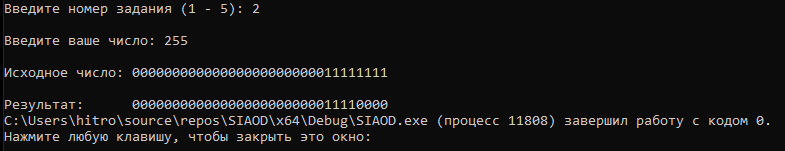 Введите номер задания (1 - 5): 2
Введите ваше число: 255
Исходное число: 00000000000000000000000011111111
Результат: 00000000000000000000000011110000
C:\Users\hitro\source\repos\SIAOD\x64\Debug\SIAOD.exe (процесс 11808) завершил работу с кодом 0.
Нажмите любую клавишу, чтобы закрыть это окно: